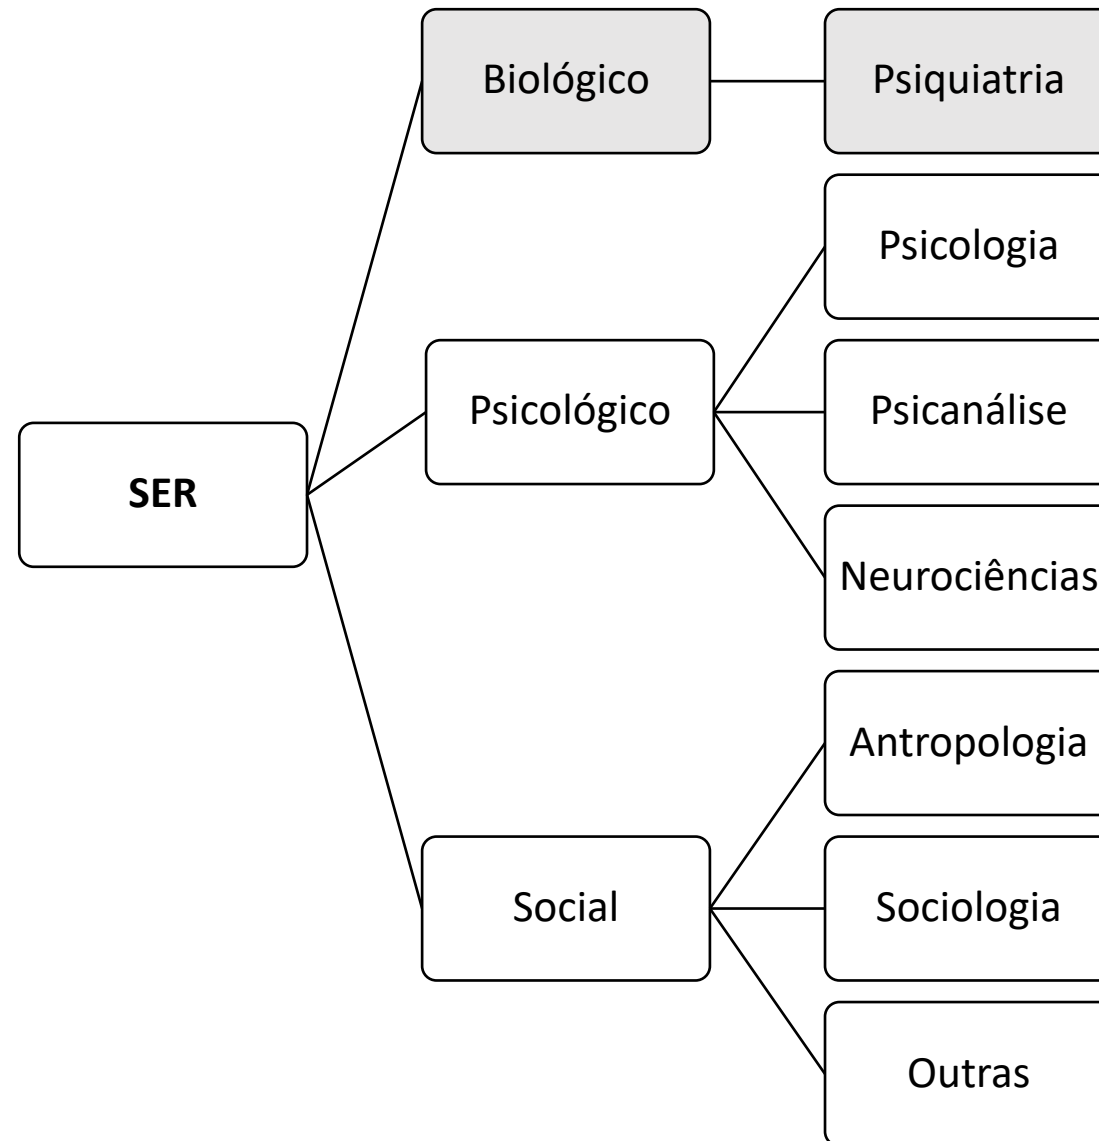 Biológico
Psiquiatria
Psicologia
Psicológico
Psicanálise
SER
Neurociências
Antropologia
Social
Sociologia
Outras